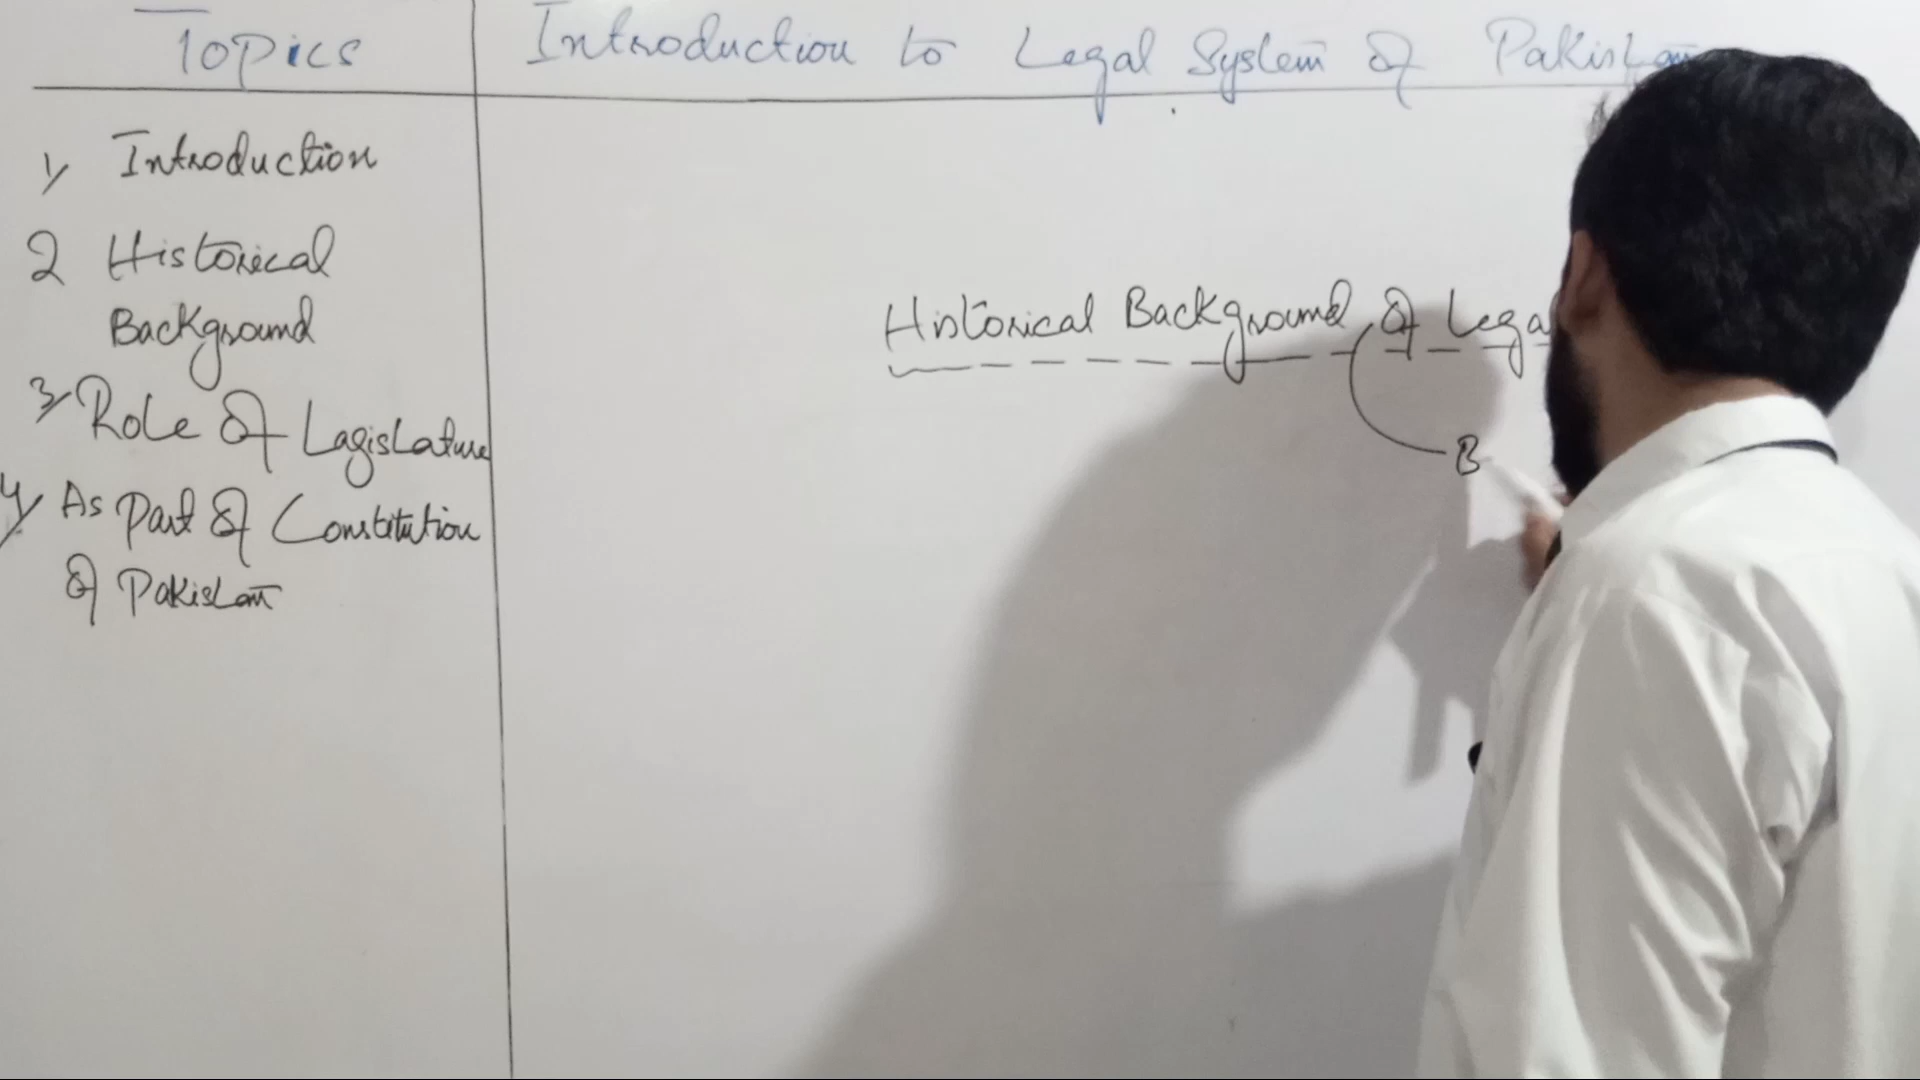 Topics
Introduction to Legal System of Pakistan
1, Introduction
2 Historical
Background
3, Role of Lagislature
4, As Part of Constitution
of Pakistan
Historical Background of Lega
B